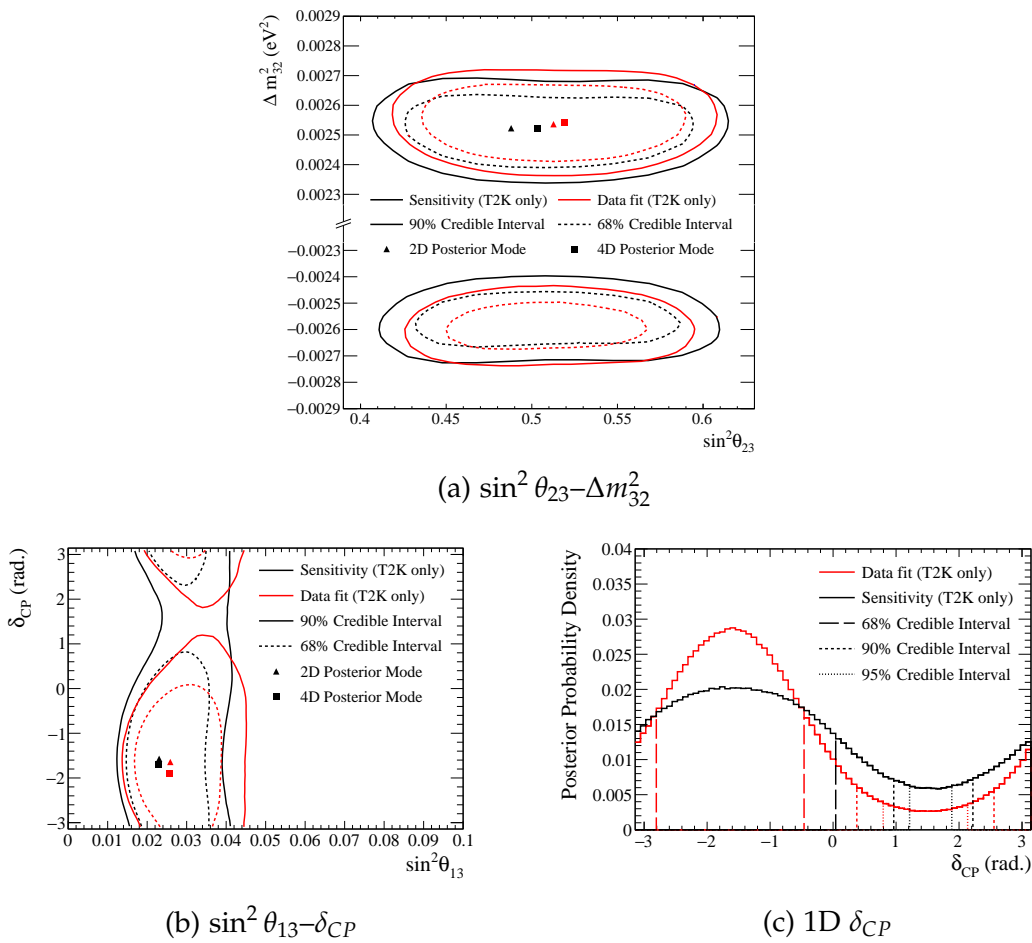 Δ m²₃₂ (eV²)
0.0029
0.0028
0.0027
0.0026
0.0025
0.0024
0.0023
Sensitivity (T2K only) Data fit (T2K only)
90% Credible Interval 68% Credible Interval
2D Posterior Mode 4D Posterior Mode
−0.0023
−0.0024
−0.0025
−0.0026
−0.0027
−0.0028
−0.0029
0.4 0.45 0.5 0.55 0.6
sin²θ₂₃
(a) sin² θ₂₃–Δm²₃₂
δCP (rad.)
3
2
1
0
−1
−2
−3
Sensitivity (T2K only)
Data fit (T2K only)
90% Credible Interval
68% Credible Interval
2D Posterior Mode
4D Posterior Mode
0 0.01 0.02 0.03 0.04 0.05 0.06 0.07 0.08 0.09 0.1
sin²θ₁₃
(b) sin² θ₁₃–δCP
Posterior Probability Density
0.04
0.035
0.03
0.025
0.02
0.015
0.01
0.005
0
Data fit (T2K only)
Sensitivity (T2K only)
68% Credible Interval
90% Credible Interval
95% Credible Interval
−3 −2 −1 0 1 2 3
δCP (rad.)
(c) 1D δCP